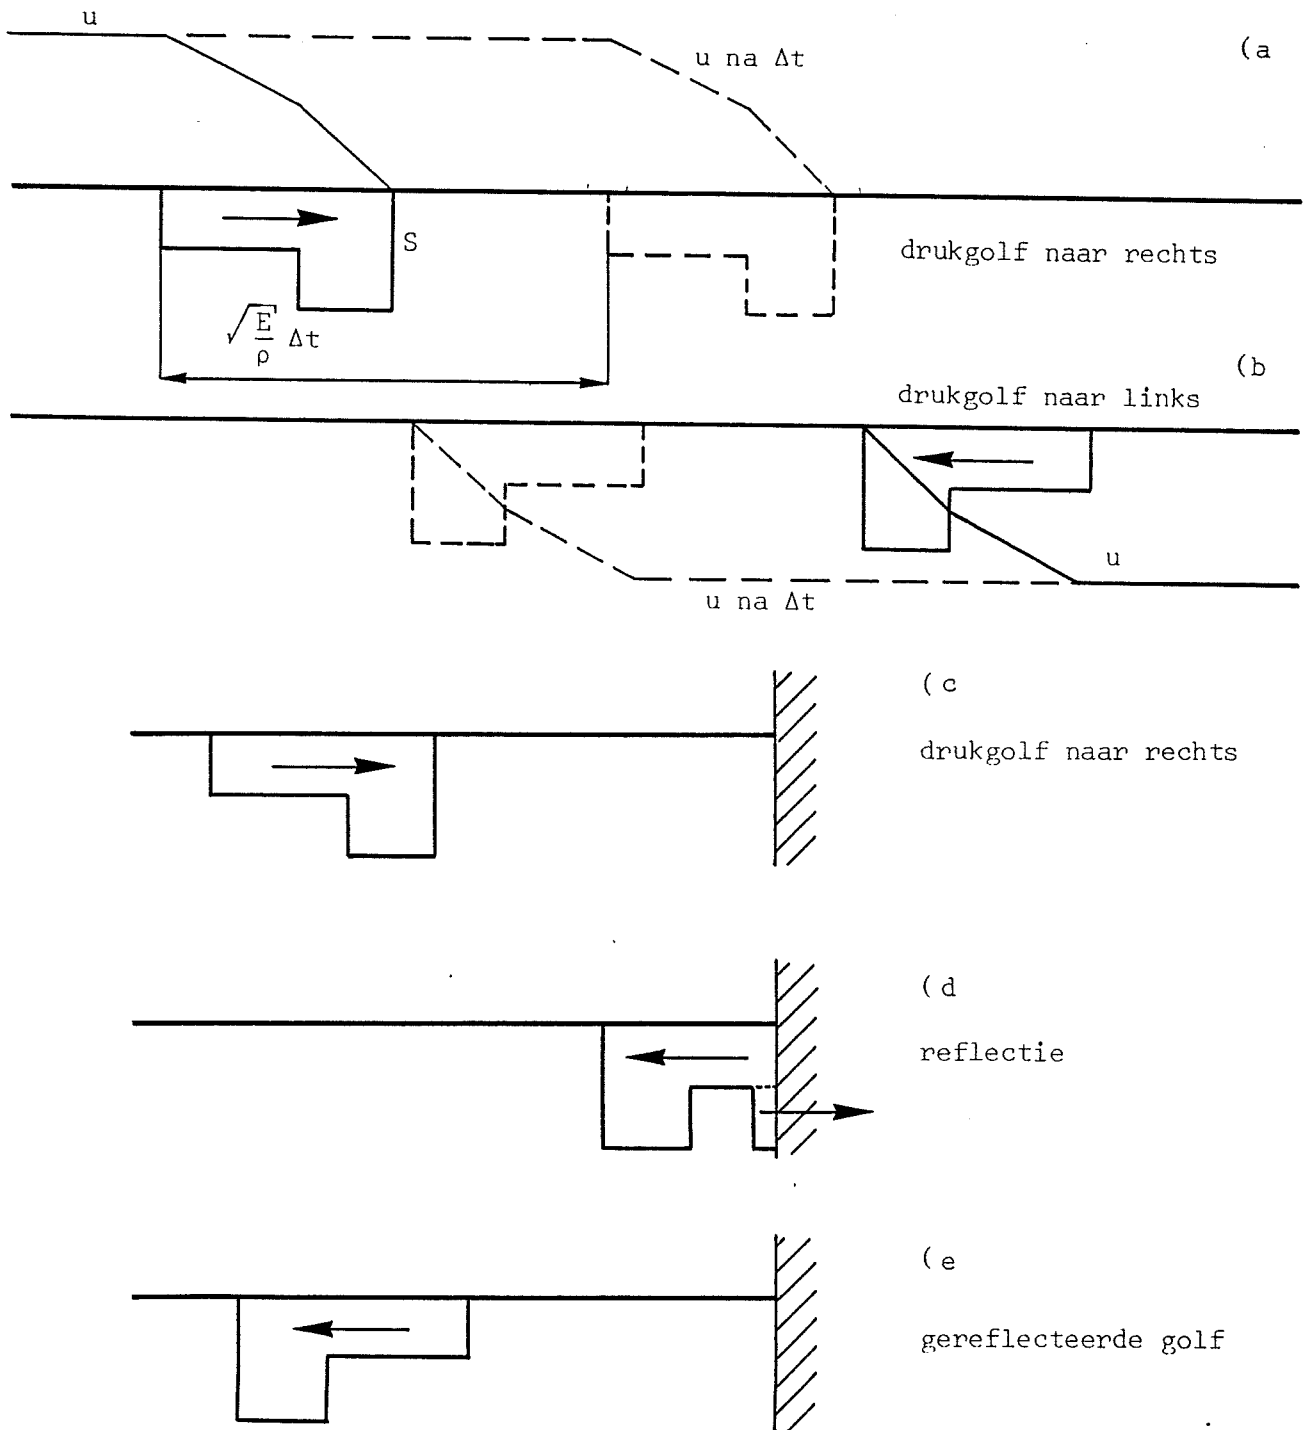 u
u na Δt
(a
S
drukgolf naar rechts
√E/ρ Δt
(b
drukgolf naar links
u
u na Δt
(c
drukgolf naar rechts
(d
reflectie
(e
gereflecteerde golf